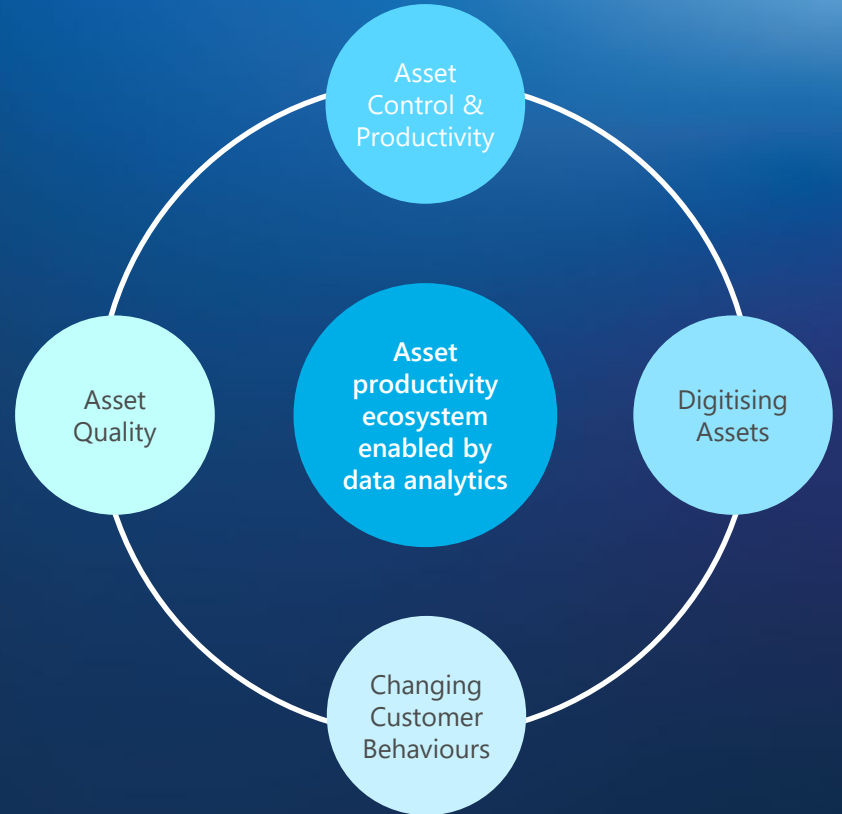 Asset
Control &
Productivity
Asset
Quality
Asset
productivity
ecosystem
enabled by
data analytics
Digitising
Assets
Changing
Customer
Behaviours